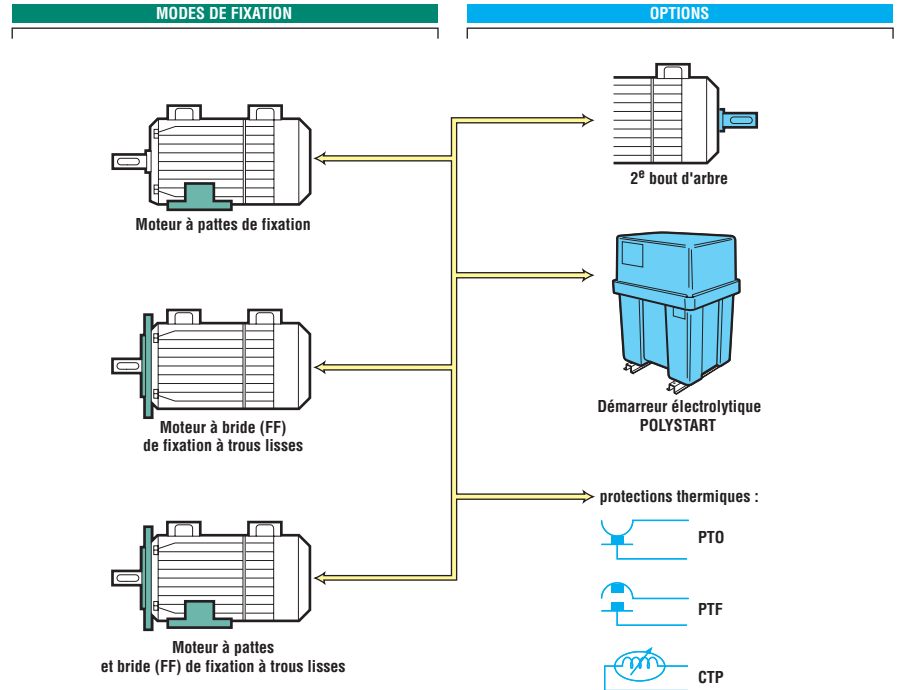 MODES DE FIXATION
Moteur à pattes de fixation
Moteur à bride (FF)
de fixation à trous lisses
Moteur à pattes
et bride (FF) de fixation à trous lisses
OPTIONS
2e bout d'arbre
Démarreur électrolytique
POLYSTART
protections thermiques :
PTO
PTF
CTP